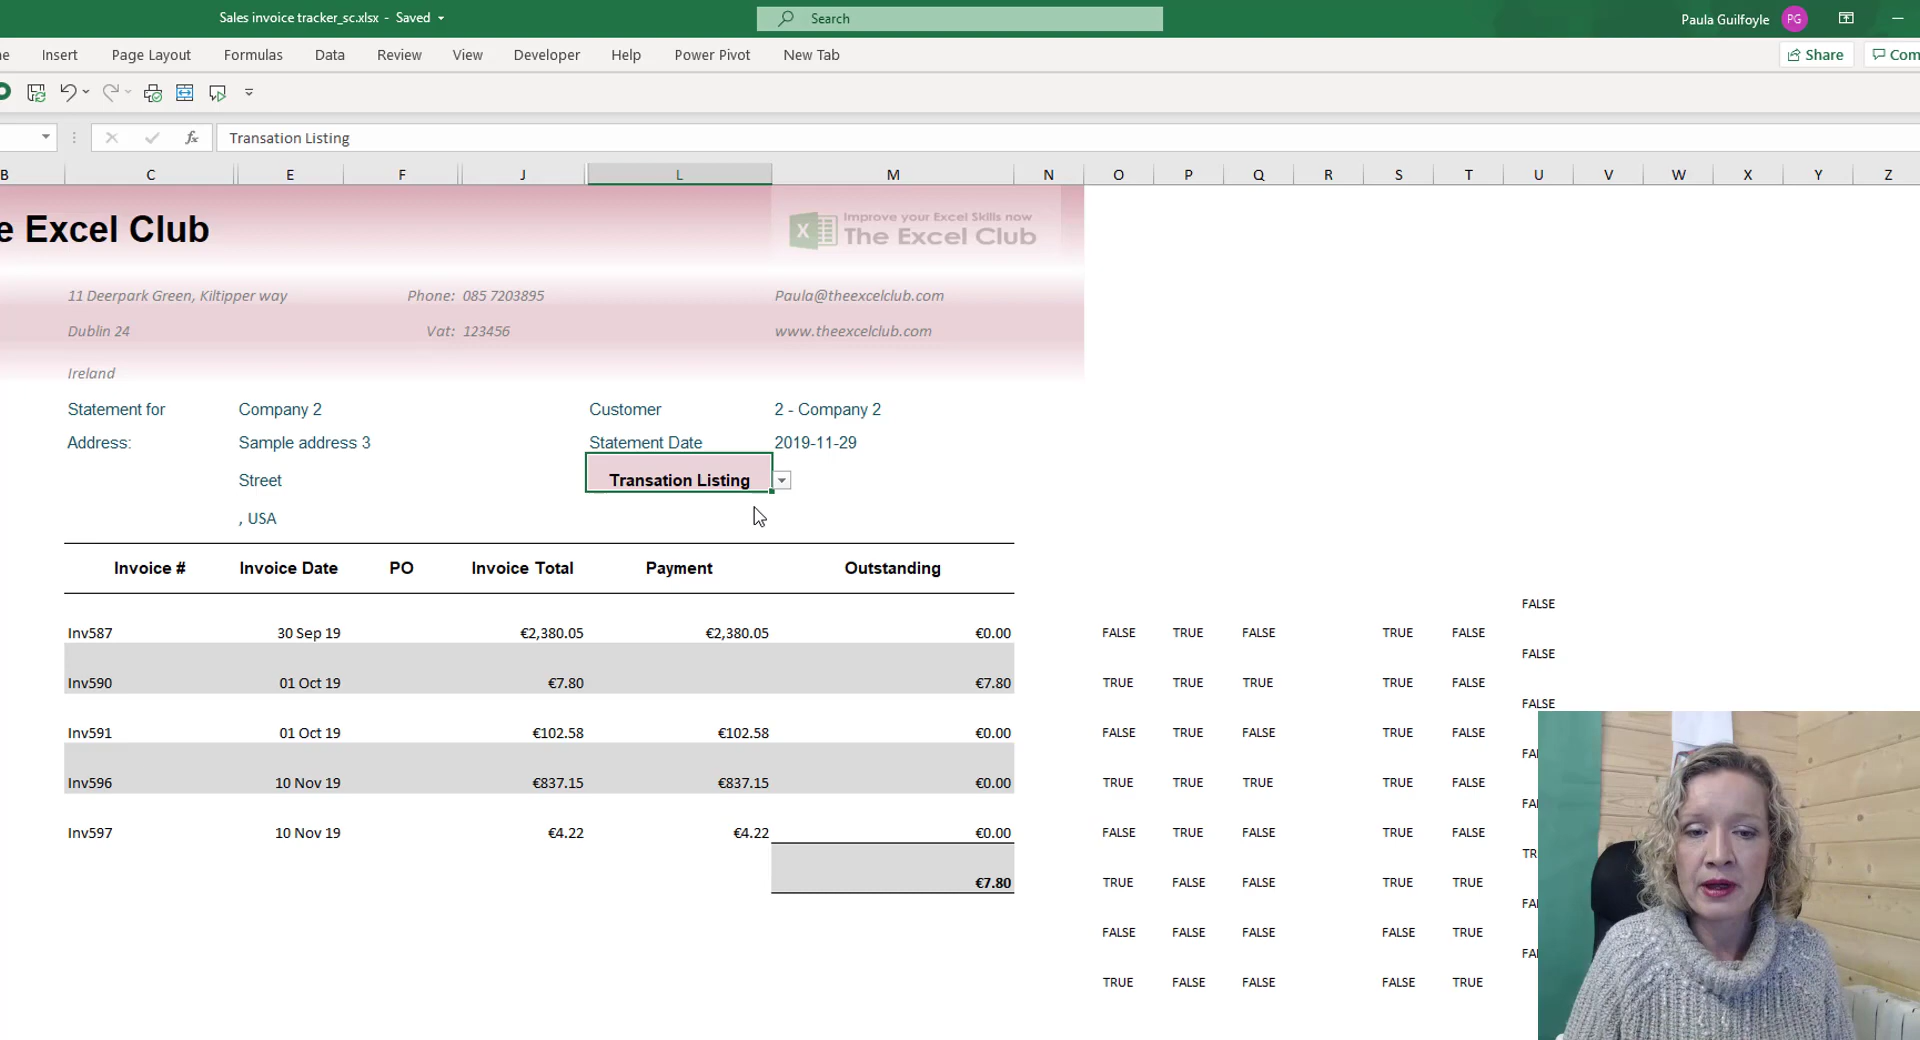 Sales invoice tracker_sc.xlsx - Saved
Search
Paula Guilfoyle PG
Insert Page Layout Formulas Data Review View Developer Help Power Pivot New Tab
Share
fx Transation Listing
B C E F J L M N O P Q R S T U V W X Y Z
e Excel Club
Improve your Excel Skills now
The Excel Club
11 Deerpark Green, Kiltipper way Phone: 085 7203895 Paula@theexcelclub.com
Dublin 24 Vat: 123456 www.theexcelclub.com
Ireland
Statement for Company 2 Customer 2 - Company 2
Address: Sample address 3 Statement Date 2019-11-29
Street Transation Listing
, USA
Invoice # Invoice Date PO Invoice Total Payment Outstanding
FALSE
Inv587 30 Sep 19 €2,380.05 €2,380.05 €0.00 FALSE TRUE FALSE TRUE FALSE
FALSE
Inv590 01 Oct 19 €7.80 €7.80 TRUE TRUE TRUE TRUE FALSE
FALSE
Inv591 01 Oct 19 €102.58 €102.58 €0.00 FALSE TRUE FALSE TRUE FALSE
FA
Inv596 10 Nov 19 €837.15 €837.15 €0.00 TRUE TRUE TRUE TRUE FALSE
FA
Inv597 10 Nov 19 €4.22 €4.22 €0.00 FALSE TRUE FALSE TRUE FALSE
TR
€7.80 TRUE FALSE FALSE TRUE TRUE
FA
FALSE FALSE FALSE FALSE TRUE
FA
TRUE FALSE FALSE FALSE TRUE